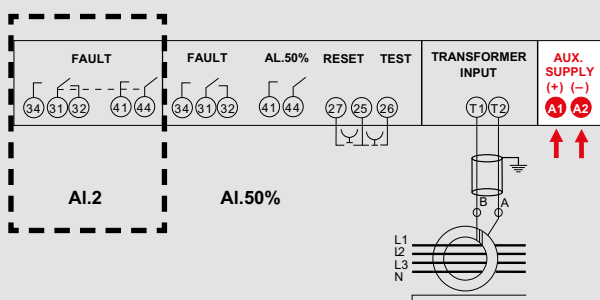 FAULT
FAULT
AL.50%
RESET
TEST
TRANSFORMER
INPUT
AUX.
SUPPLY
(+) (–)
34 31 32 41 44
34 31 32
41 44
27 25 26
T1 T2
A1 A2
Al.2
Al.50%
B A
L1
L2
L3
N